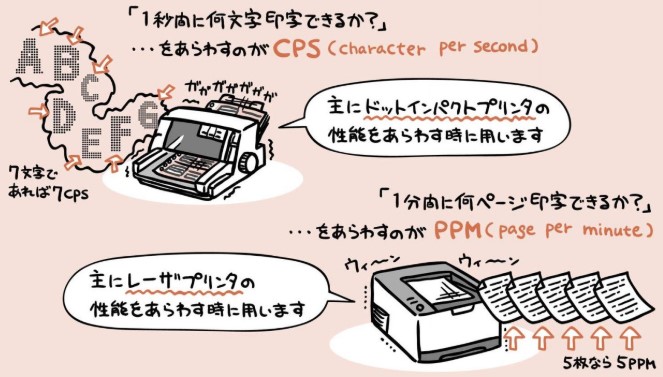 「1秒間に何文字印字できるか?」
･･･をあらわすのが CPS (character per second)
A B C
D E F G
ガガガガガガガ
主にドットインパクトプリンタの
性能をあらわす時に用います
7文字で
あれば7CPS
「1分間に何ページ印字できるか?」
･･･をあらわすのが PPM (page per minute)
ウィ〜ン ウィ〜ン
主にレーザプリンタの
性能をあらわす時に用います
5枚なら5PPM